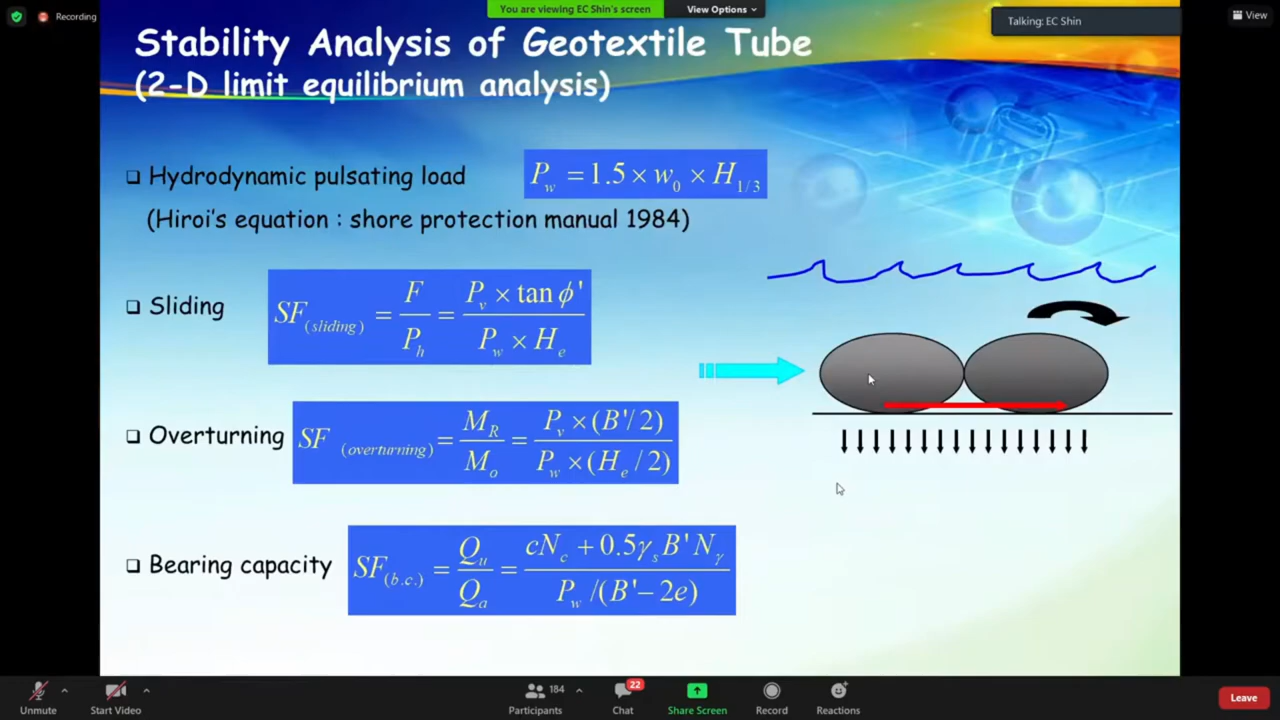 Recording
You are viewing EC Shin's screen
View Options
Talking: EC Shin
View
Stability Analysis of Geotextile Tube
(2-D limit equilibrium analysis)
❑ Hydrodynamic pulsating load P_w = 1.5 × w_0 × H_{1/3}
(Hiroi's equation : shore protection manual 1984)
❑ Sliding SF_(sliding) = F / P_h = P_v × tan ϕ' / P_w × H_e
❑ Overturning SF_(overturning) = M_R / M_o = P_v × (B'/2) / P_w × (H_e / 2)
❑ Bearing capacity SF_(b.c.) = Q_u / Q_a = cN_c + 0.5γ_s B' N_γ / P_w /(B' – 2e)
Unmute
Start Video
184
Participants
22
Chat
Share Screen
Record
Reactions
Leave